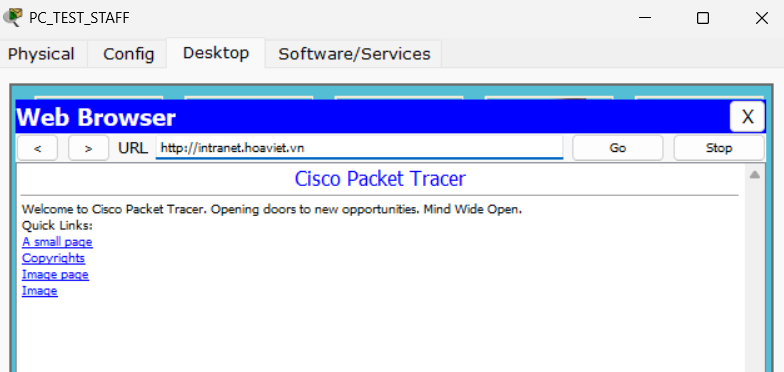 PC_TEST_STAFF
Physical Config Desktop Software/Services
Web Browser X
< > URL http://intranet.hoaviet.vn Go Stop
Cisco Packet Tracer
Welcome to Cisco Packet Tracer. Opening doors to new opportunities. Mind Wide Open.
Quick Links:
A small page
Copyrights
Image page
Image